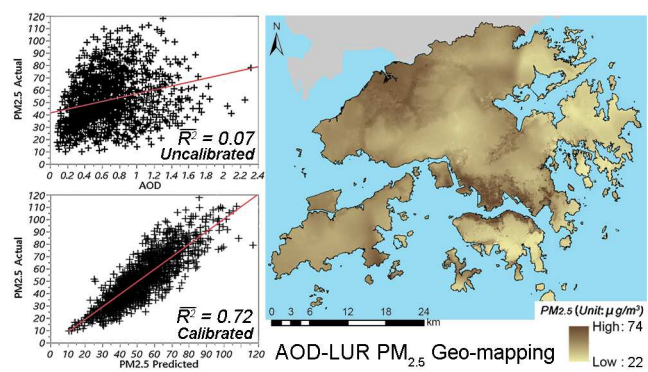 120
110
100
90
80
70
60
50
40
30
20
10
0
PM2.5 Actual
0 0.2 0.4 0.6 0.8 1 1.2 1.4 1.6 1.8 2 2.2 2.4
AOD
R² = 0.07
Uncalibrated
120
110
100
90
80
70
60
50
40
30
20
10
0
PM2.5 Actual
0 10 20 30 40 50 60 70 80 90 100 120
PM2.5 Predicted
R² = 0.72
Calibrated
N
0 3 6 12 18 24
km
AOD-LUR PM2.5 Geo-mapping
PM2.5 (Unit: μg/m³)
High: 74
Low: 22